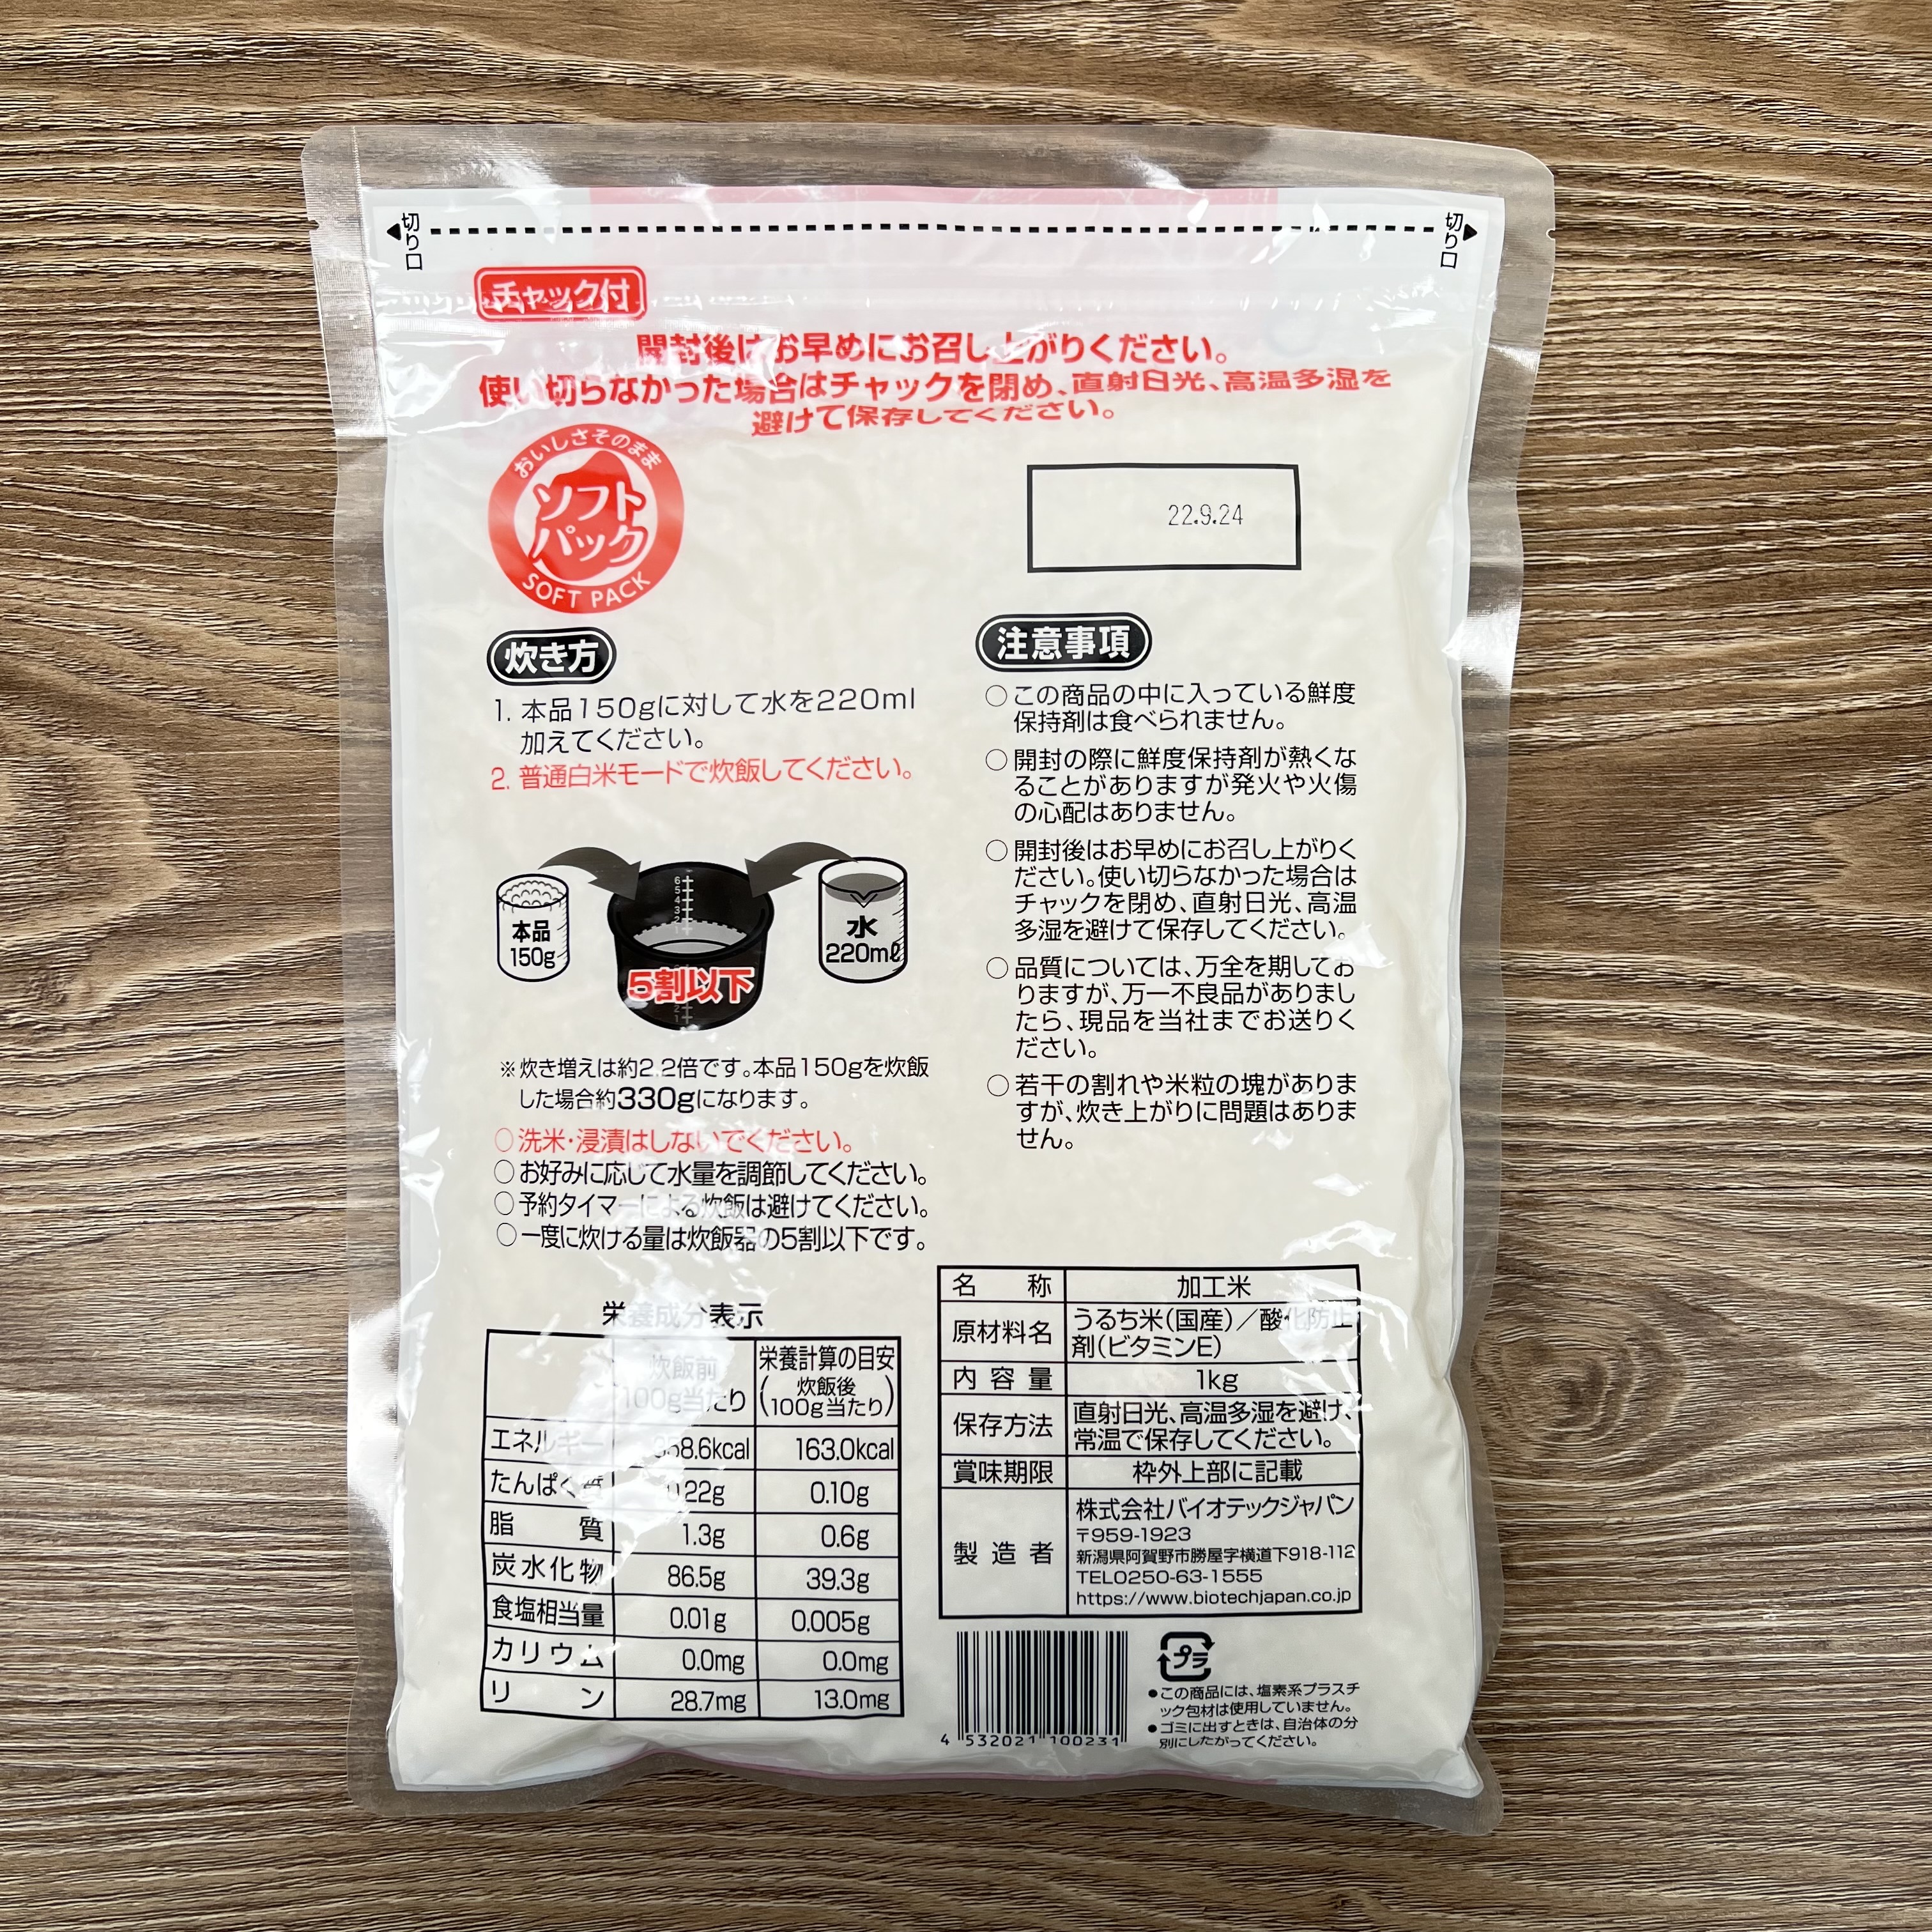 切り口
切り口
チャック付
開封後はお早めにお召し上がりください。
使い切らなかった場合はチャックを閉め、直射日光、高温多湿を
避けて保存してください。
おいしさそのまま
ソフト
パック
SOFT PACK
22.9.24
炊き方
1. 本品150gに対して水を220ml
加えてください。
2. 普通白米モードで炊飯してください。
本品
150g
6
5
4
3
2
1
5割以下
水
220mℓ
※炊き増えは約2.2倍です。本品150gを炊飯
した場合約330gになります。
○洗米・浸漬はしないでください。
○お好みに応じて水量を調節してください。
○予約タイマーによる炊飯は避けてください。
○一度に炊ける量は炊飯器の5割以下です。
注意事項
○この商品の中に入っている鮮度
保持剤は食べられません。
○開封の際に鮮度保持剤が熱くな
ることがありますが発火や火傷
の心配はありません。
○開封後はお早めにお召し上がりく
ださい。使い切らなかった場合は
チャックを閉め、直射日光、高温
多湿を避けて保存してください。
○品質については、万全を期してお
りますが、万一不良品がありまし
たら、現品を当社までお送りく
ださい。
○若干の割れや米粒の塊がありま
すが、炊き上がりに問題はありま
せん。
栄養成分表示
炊飯前
100g当たり
栄養計算の目安
(炊飯後
100g当たり)
エネルギー 358.6kcal 163.0kcal
たんぱく質 0.22g 0.10g
脂質 1.3g 0.6g
炭水化物 86.5g 39.3g
食塩相当量 0.01g 0.005g
カリウム 0.0mg 0.0mg
リン 28.7mg 13.0mg
名称 加工米
原材料名 うるち米(国産)/酸化防止
剤(ビタミンE)
内容量 1kg
保存方法 直射日光、高温多湿を避け、
常温で保存してください。
賞味期限 枠外上部に記載
製造者 株式会社バイオテックジャパン
〒959-1923
新潟県阿賀野市勝屋字横道下918-112
TEL0250-63-1555
https://www.biotechjapan.co.jp
4 532021 100231
プラ
●この商品には、塩素系プラスチ
ック包材は使用していません。
●ゴミに出すときは、自治体の分
別にしたがってください。